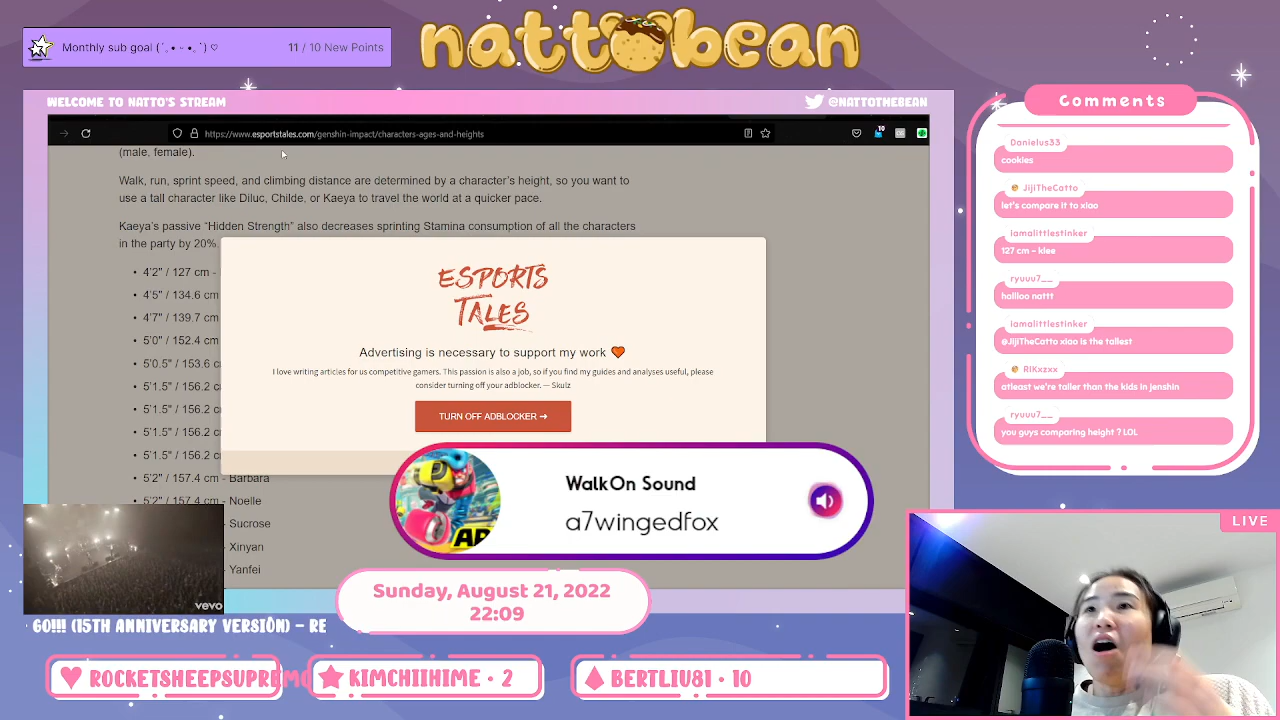 Monthly sub goal (´.• ᵕ •.`) ♡
11 / 10 New Points
nattobean
WELCOME TO NATTO'S STREAM
@NATTOTHEBEAN
https://www.esportstales.com/genshin-impact/characters-ages-and-heights
10
(male, female).
Walk, run, sprint speed, and climbing distance are determined by a character's height, so you want
to use a tall character like Diluc, Childe, or Kaeya to travel the world at a quicker pace.
Kaeya's passive "Hidden Strength" also decreases sprinting Stamina consumption of all the characters
in the party by 20%
• 4'2" / 127 cm -
• 4'5" / 134.6 cm
• 4'7" / 139.7 cm
• 5'0" / 152.4 cm
• 5'0.5" / 153.6 cm
• 5'1.5" / 156.2 cm
• 5'1.5" / 156.2 cm
• 5'1.5" / 156.2 cm
• 5'1.5" / 156.2 cm
• 5'2" / 157.4 cm - Barbara
• 5'2" / 157.4 cm - Noelle
- Sucrose
- Xinyan
- Yanfei
ESPORTS
TALES
Advertising is necessary to support my work 🧡
I love writing articles for competitive gamers. This passion is also a job, so if you find my guides and analyses useful, please
consider turning off your adblocker. — Skulz
TURN OFF ADBLOCKER ➜
WalkOn Sound
a7wingedfox
AR
vevo
· 60!!! (15TH ANNIVERSARY VERSION) - RE
Sunday, August 21, 2022
22:09
ROCKETSHEEPSUPREMO
KIMCHIIHIME · 2
BERTLIU81 · 10
Comments
Danielus33
cookies
JijiTheCatto
let's compare it to xiao
Iamalittlestinker
127 cm - klee
ryuuu7__
hallloo nattt
Iamalittlestinker
@JijiTheCatto xiao is the tallest
RiKxzxx
atleast we're taller than the kids in jenshin
ryuuu7__
you guys comparing height ? LOL
LIVE